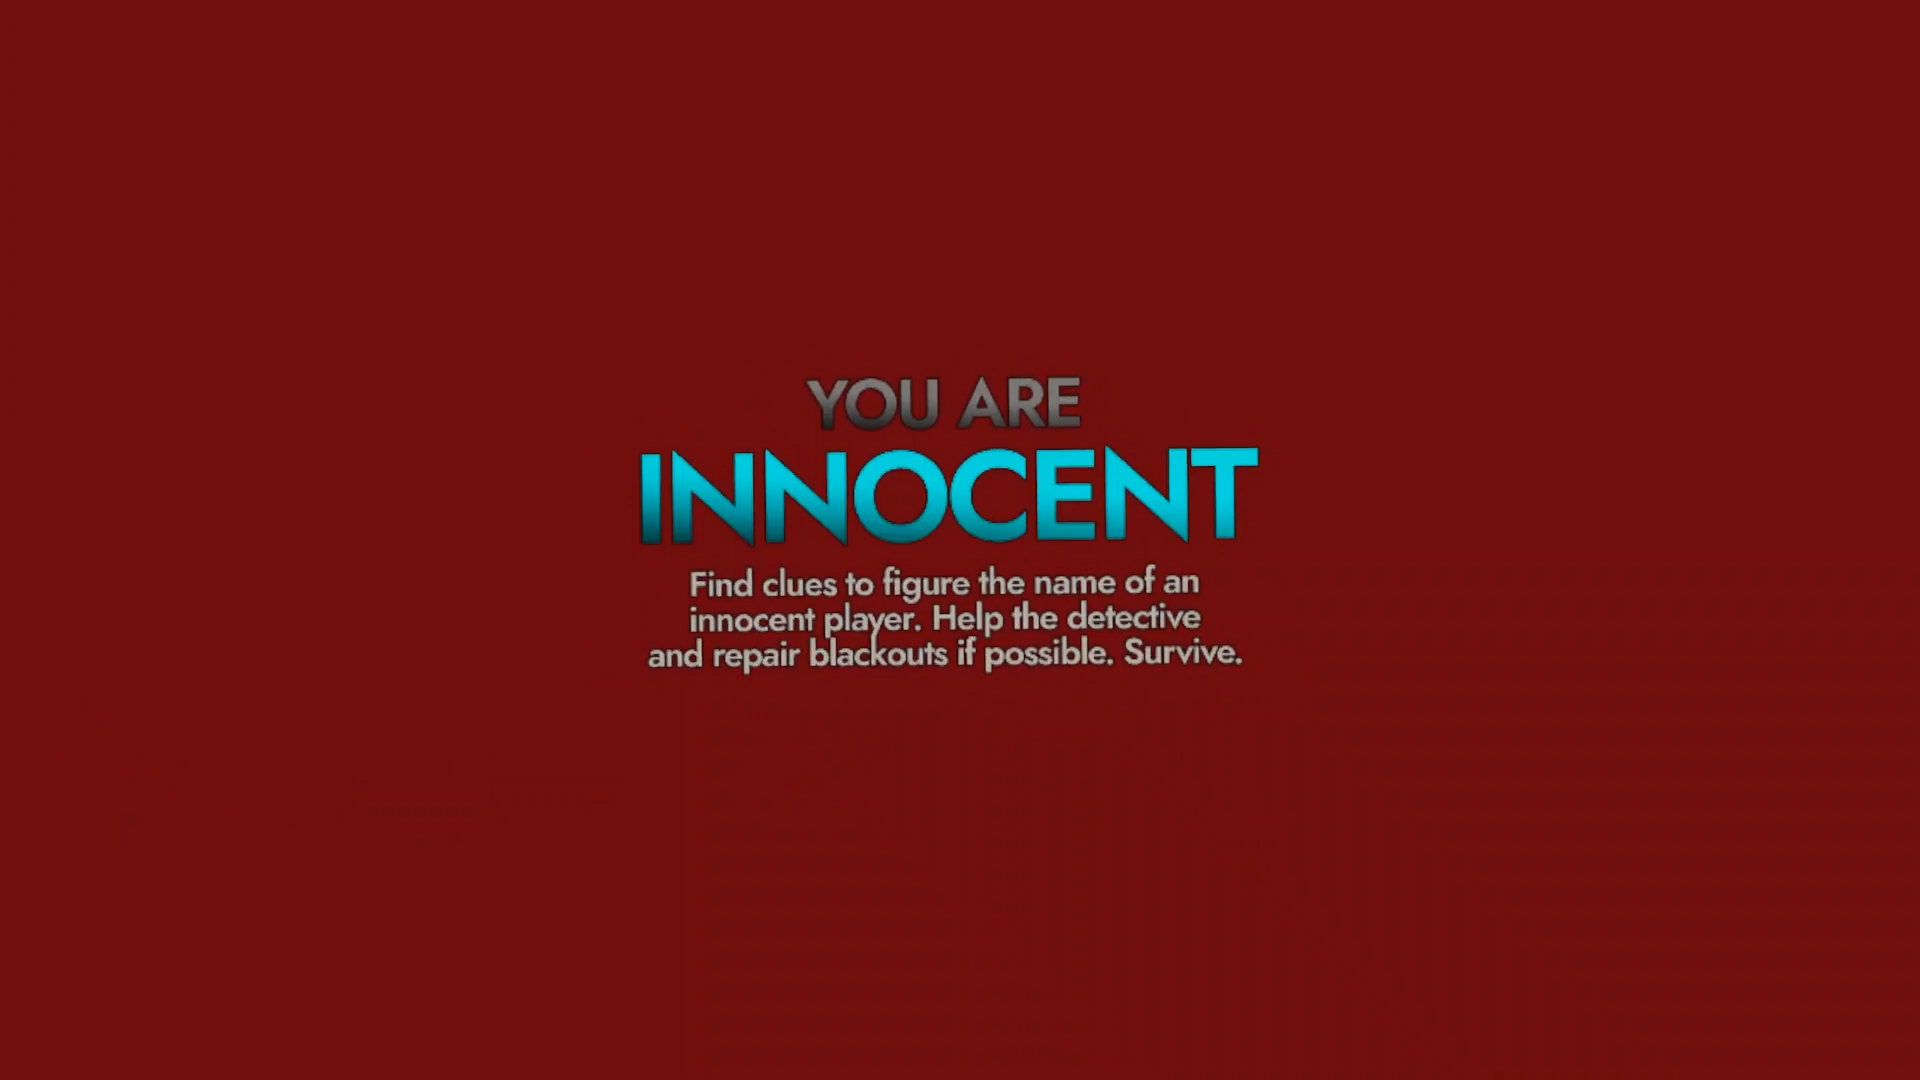 YOU ARE
INNOCENT
Find clues to figure the name of an
innocent player. Help the detective
and repair blackouts if possible. Survive.